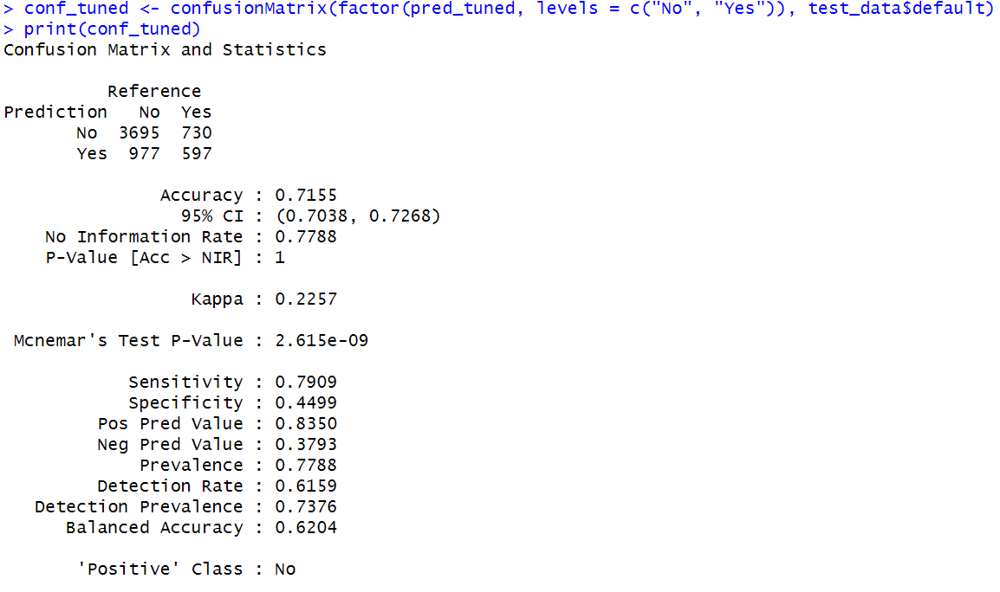 > conf_tuned <- confusionMatrix(factor(pred_tuned, levels = c("No", "Yes")), test_data$default)
> print(conf_tuned)
Confusion Matrix and Statistics

          Reference
Prediction   No  Yes
       No  3695  730
       Yes  977  597

               Accuracy : 0.7155
                 95% CI : (0.7038, 0.7268)
    No Information Rate : 0.7788
    P-Value [Acc > NIR] : 1

                  Kappa : 0.2257

 Mcnemar's Test P-Value : 2.615e-09

            Sensitivity : 0.7909
            Specificity : 0.4499
         Pos Pred Value : 0.8350
         Neg Pred Value : 0.3793
             Prevalence : 0.7788
         Detection Rate : 0.6159
   Detection Prevalence : 0.7376
      Balanced Accuracy : 0.6204

       'Positive' Class : No